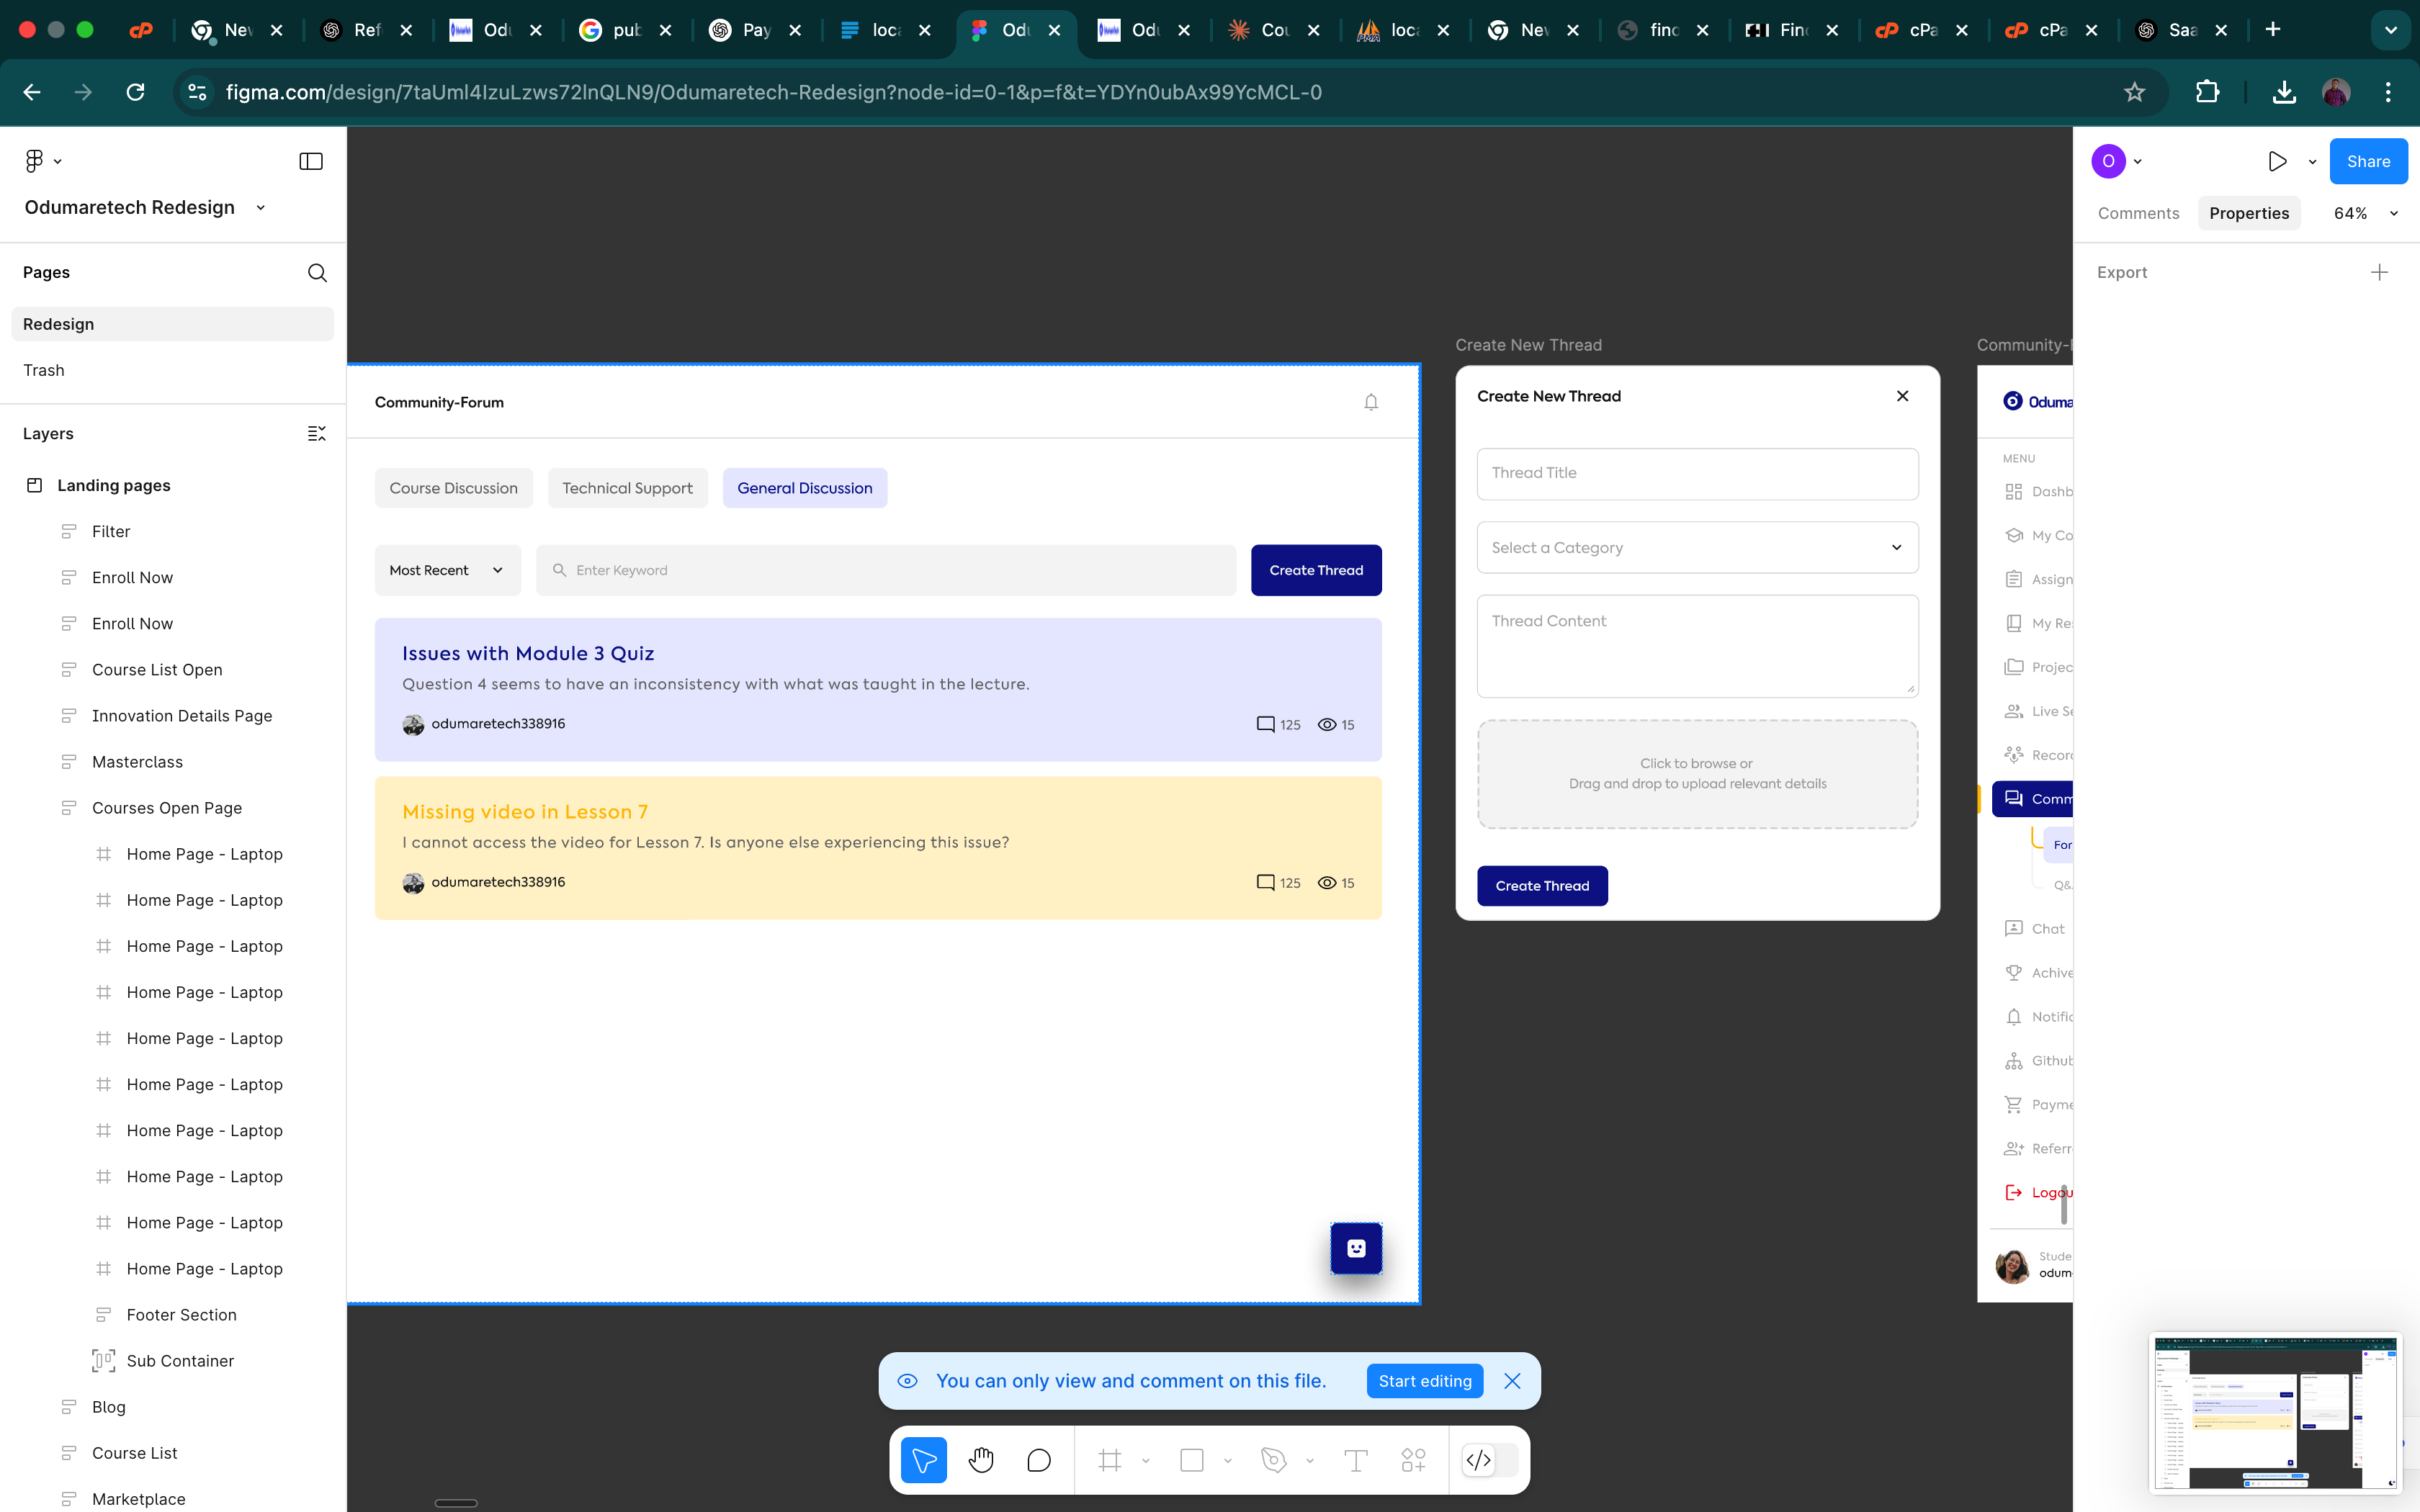 New
Ref
Odu
pub
Pay
loca
Odu
Odu
Cou
loca
New
finc
Finc
cPa
cPa
Saa
figma.com/design/7taUml4IzuLzws72lnQLN9/Odumaretech-Redesign?node-id=0-1&p=f&t=YDYn0ubAx99YcMCL-0
Odumaretech Redesign
Pages
Redesign
Trash
Layers
Landing pages
Filter
Enroll Now
Enroll Now
Course List Open
Innovation Details Page
Masterclass
Courses Open Page
Home Page - Laptop
Home Page - Laptop
Home Page - Laptop
Home Page - Laptop
Home Page - Laptop
Home Page - Laptop
Home Page - Laptop
Home Page - Laptop
Home Page - Laptop
Home Page - Laptop
Footer Section
Sub Container
Blog
Course List
Marketplace
Community-Forum
Course Discussion
Technical Support
General Discussion
Most Recent
Enter Keyword
Create Thread
Issues with Module 3 Quiz
Question 4 seems to have an inconsistency with what was taught in the lecture.
odumaretech338916
125
15
Missing video in Lesson 7
I cannot access the video for Lesson 7. Is anyone else experiencing this issue?
odumaretech338916
125
15
Create New Thread
Create New Thread
Thread Title
Select a Category
Thread Content
Click to browse or
Drag and drop to upload relevant details
Create Thread
Community-
Oduma
MENU
Dashb
My Co
Assign
My Re
Projec
Live Se
Recor
Comm
For
Q&
Chat
Achive
Notific
Github
Payme
Referr
Logou
Stude
odum
You can only view and comment on this file.
Start editing
O
Share
Comments
Properties
64%
Export